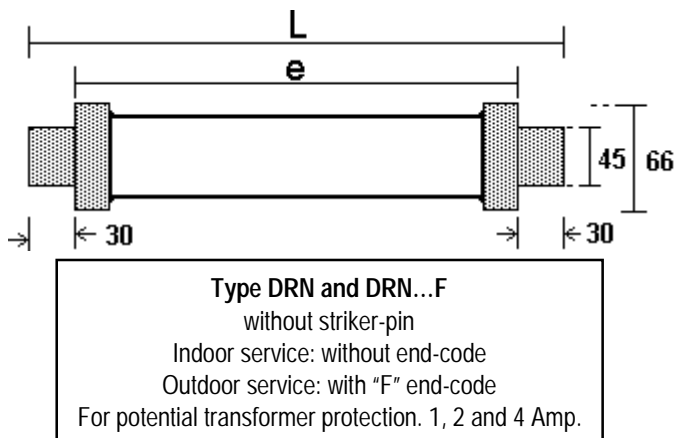 L
e
45 66
30 30
Type DRN and DRN...F
without striker-pin
Indoor service: without end-code
Outdoor service: with "F" end-code
For potential transformer protection. 1, 2 and 4 Amp.